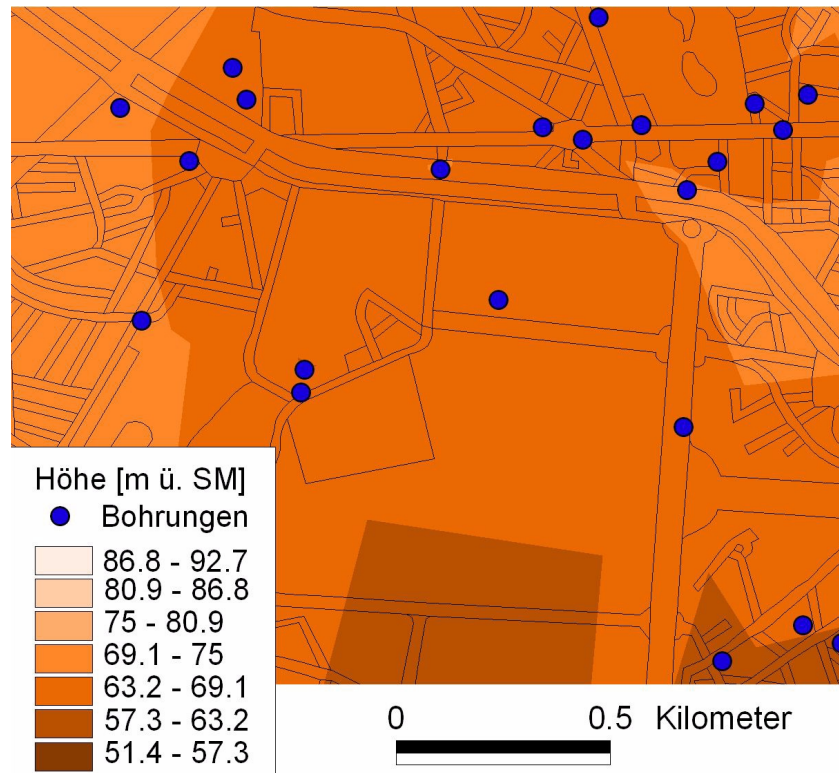 Höhe [m ü. SM]
Bohrungen
86.8 - 92.7
80.9 - 86.8
75 - 80.9
69.1 - 75
63.2 - 69.1
57.3 - 63.2
51.4 - 57.3
0 0.5 Kilometer